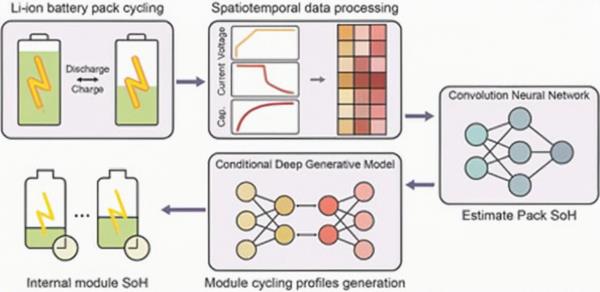 Li-ion battery pack cycling
Discharge
Charge
Spatiotemporal data processing
Voltage
Current
Cap.
Convolution Neural Network
Estimate Pack SoH
Conditional Deep Generative Model
Module cycling profiles generation
...
Internal module SoH